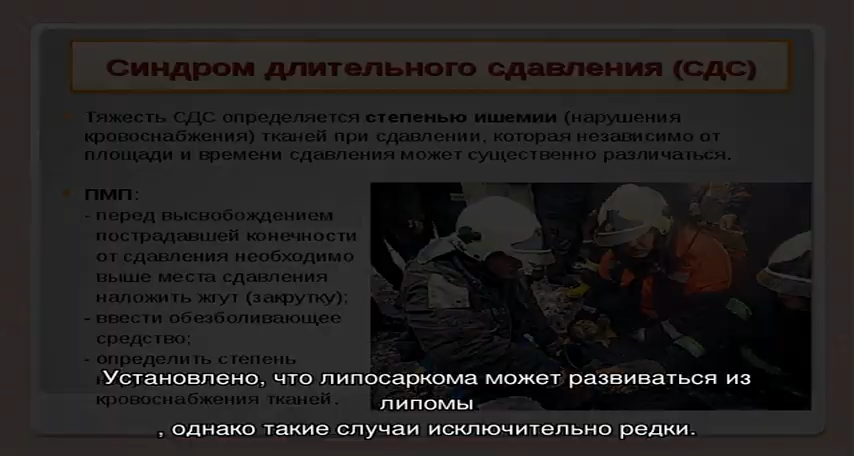 Синдром длительного сдавления (СДС)
Тяжесть СДС определяется степенью ишемии (нарушения
кровоснабжения) тканей при сдавлении, которая независимо от
площади и времени сдавления может существенно различаться.
ПМП:
- перед высвобождением
пострадавшей конечности
от сдавления необходимо
выше места сдавления
наложить жгут (закрутку);
- ввести обезболивающее
средство;
- определить степень
кровоснабжения тканей.
Установлено, что липосаркома может развиваться из
липомы
, однако такие случаи исключительно редки.